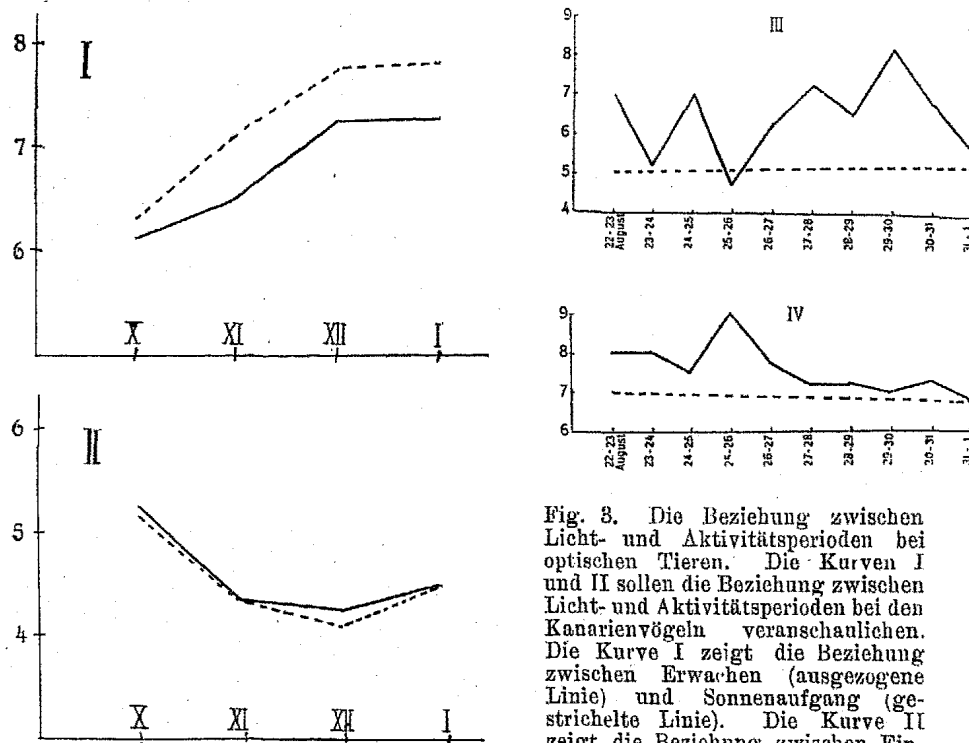 I
8
7
6
X XI XII I
II
6
5
4
X XI XII I
III
9
8
7
6
5
4
22-23 23-24 24-25 25-26 26-27 27-28 28-29 29-30 30-31
August
IV
9
8
7
6
22-23 23-24 24-25 25-26 26-27 27-28 28-29 29-30 30-31
August
Fig. 3. Die Beziehung zwischen
Licht- und Aktivitätsperioden bei
optischen Tieren. Die Kurven I
und II sollen die Beziehung zwischen
Licht- und Aktivitätsperioden bei den
Kanarienvögeln veranschaulichen.
Die Kurve I zeigt die Beziehung
zwischen Erwachen (ausgezogene
Linie) und Sonnenaufgang (ge-
strichelte Linie). Die Kurve II
zeigt die Beziehung zwischen Ein-